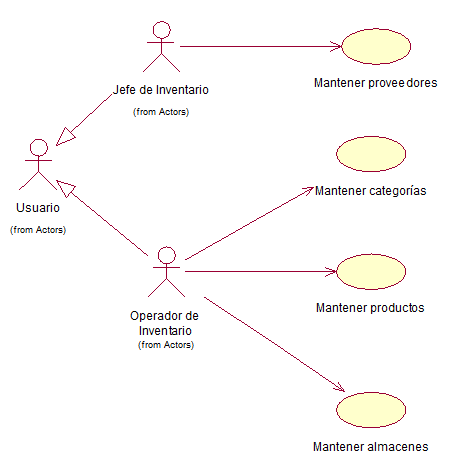 Jefe de Inventario
(from Actors)
Mantener proveedores
Mantener categorías
Usuario
(from Actors)
Operador de
Inventario
(from Actors)
Mantener productos
Mantener almacenes